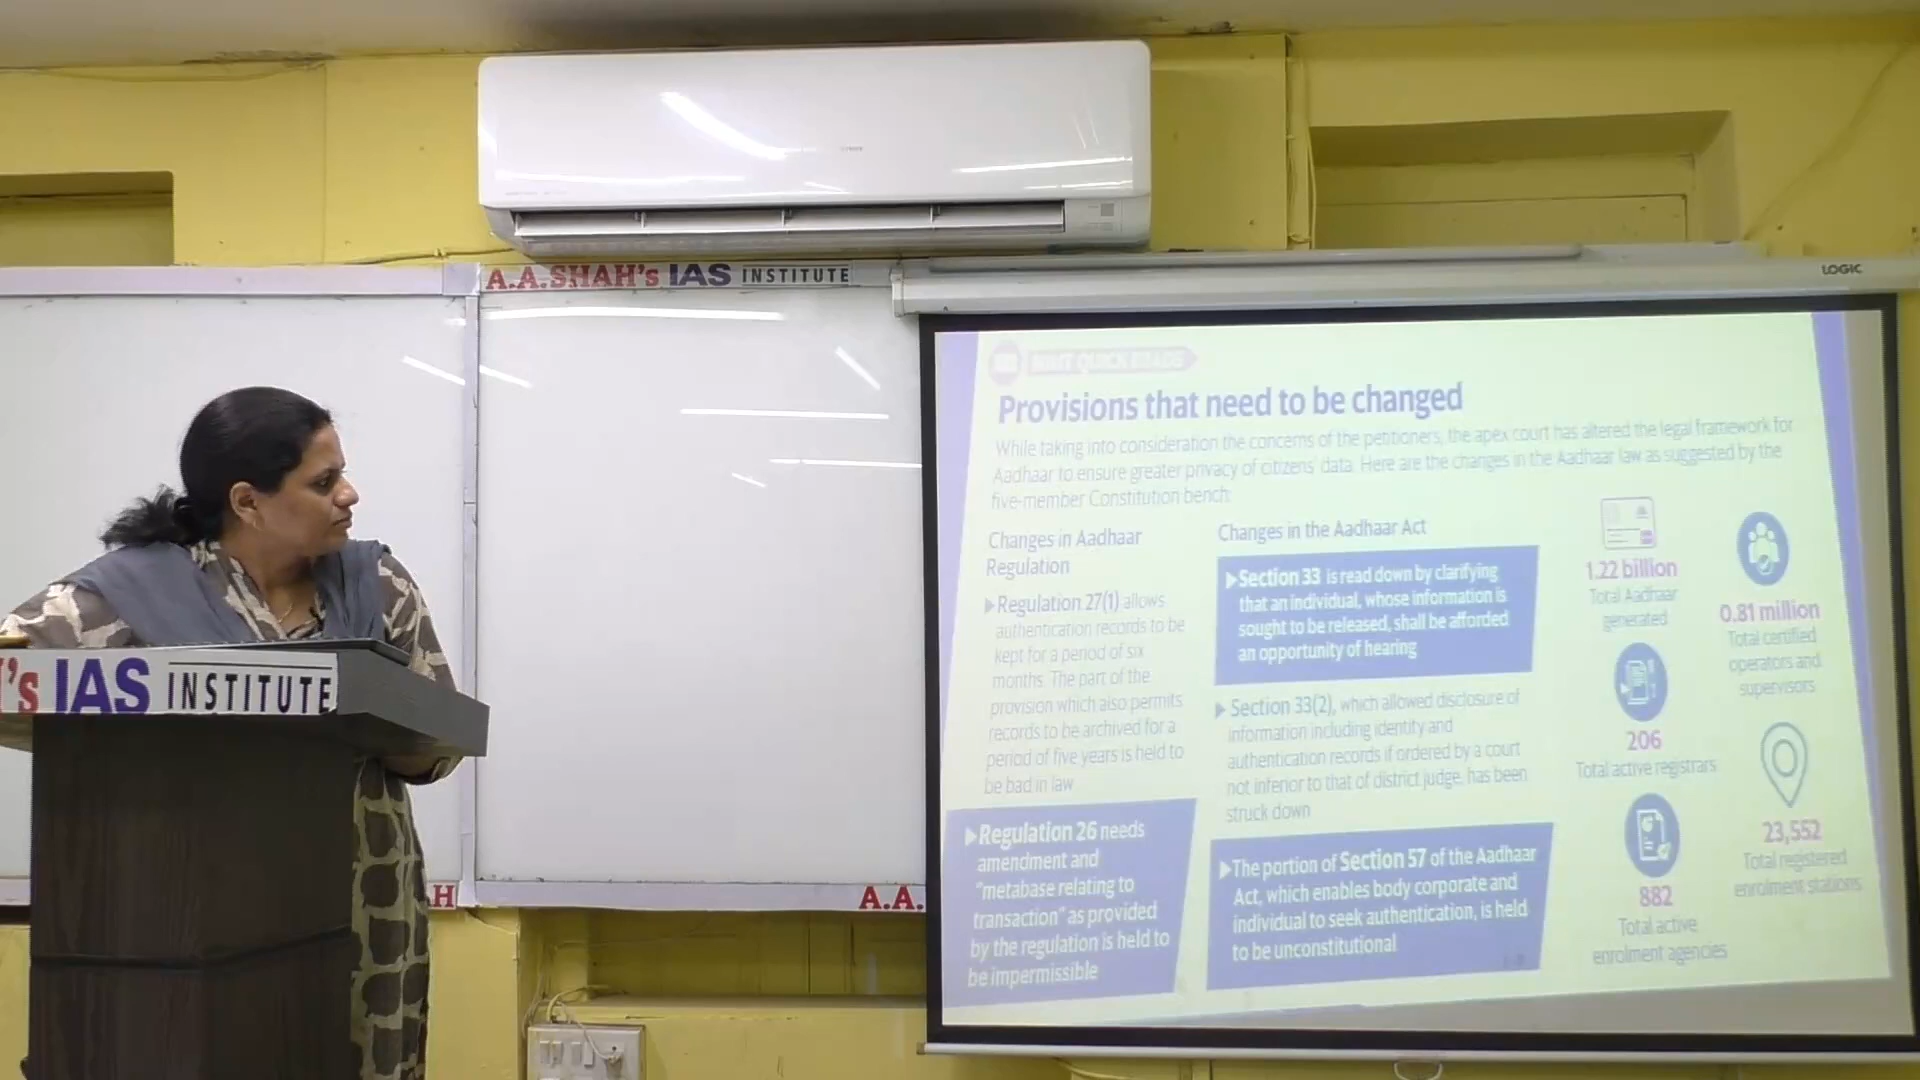 A.A.SHAH's IAS INSTITUTE
LOGIC
MINT QUICK READS
Provisions that need to be changed
While taking into consideration the concerns of the petitioners, the apex court has altered the legal framework for
Aadhaar to ensure greater privacy of citizens' data. Here are the changes in the Aadhaar law as suggested by the
five-member Constitution bench:
Changes in Aadhaar
Regulation
Regulation 27(1) allows
authentication records to be
kept for a period of six
months. The part of the
provision which also permits
records to be archived for a
period of five years is held to
be bad in law
Regulation 26 needs
amendment and
"metabase relating to
transaction" as provided
by the regulation is held to
be impermissible
Changes in the Aadhaar Act
Section 33 is read down by clarifying
that an individual, whose information is
sought to be released, shall be afforded
an opportunity of hearing
Section 33(2), which allowed disclosure of
information including identity and
authentication records if ordered by a court
not inferior to that of district judge, has been
struck down
The portion of Section 57 of the Aadhaar
Act, which enables body corporate and
individual to seek authentication, is held
to be unconstitutional
1.22 billion
Total Aadhaar
generated
0.81 million
Total certified
operators and
supervisors
206
Total active registrars
23,552
Total registered
enrolment stations
882
Total active
enrolment agencies
H's IAS INSTITUTE
H
A.A.